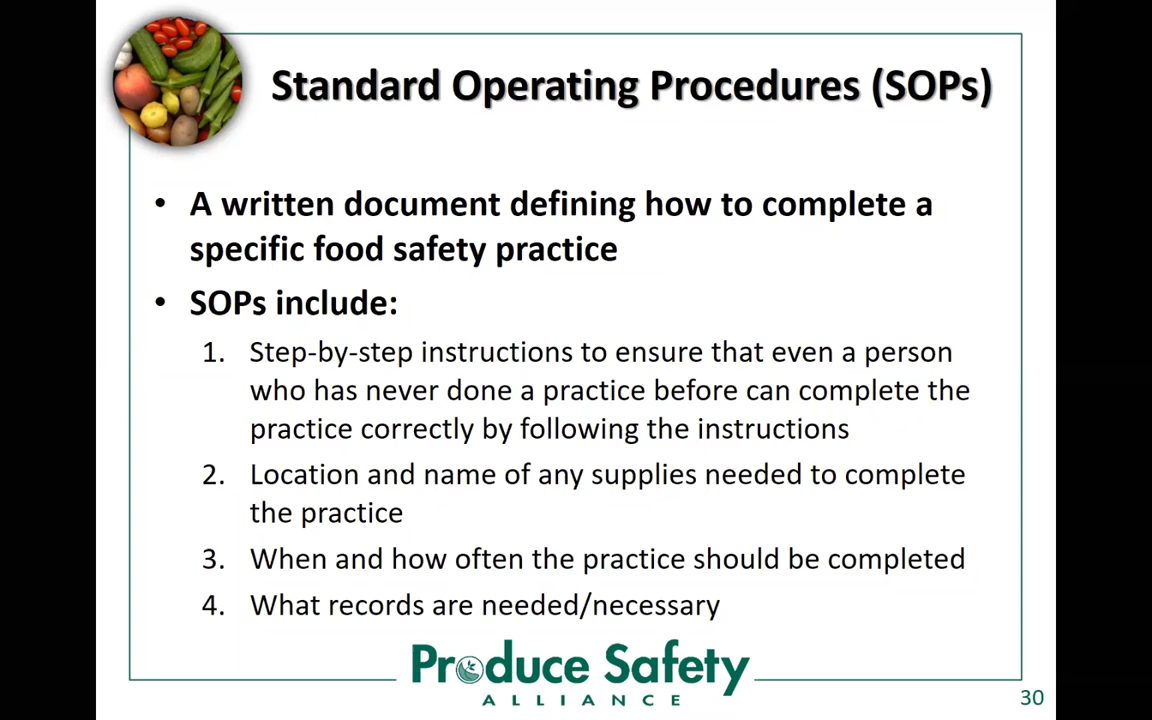 Standard Operating Procedures (SOPs)
• A written document defining how to complete a
specific food safety practice
• SOPs include:
1. Step-by-step instructions to ensure that even a person
who has never done a practice before can complete the
practice correctly by following the instructions
2. Location and name of any supplies needed to complete
the practice
3. When and how often the practice should be completed
4. What records are needed/necessary
Produce Safety
ALLIANCE
30